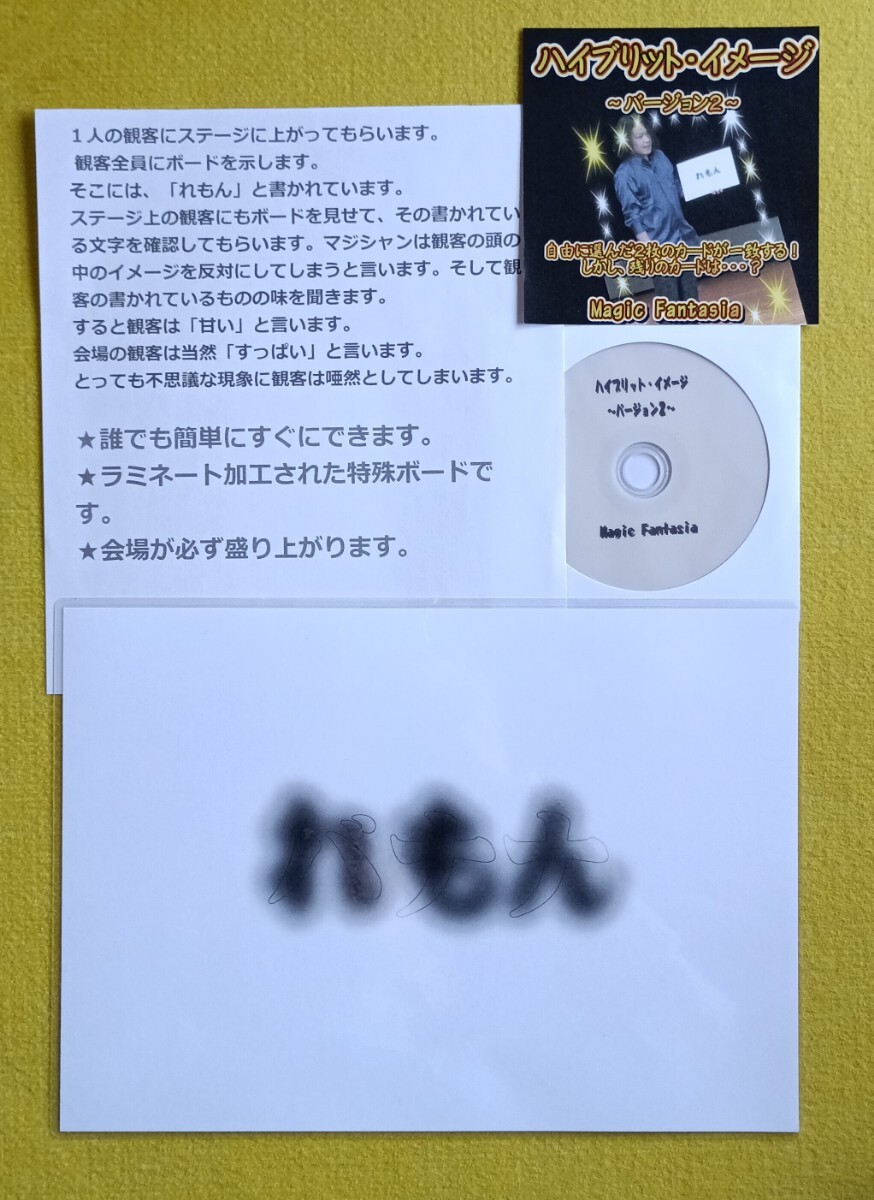 ハイブリット・イメージ
~バージョン2~
れもん
自由に選んだ2枚のカードが一致する!
しかし、残りのカードは・・・?
Magic Fantasia
1人の観客にステージに上がってもらいます。
観客全員にボードを示します。
そこには、「れもん」と書かれています。
ステージ上の観客にもボードを見せて、その書かれてい
る文字を確認してもらいます。マジシャンは観客の頭の
中のイメージを反対にしてしまうと言います。そして観
客の書かれているものの味を聞きます。
すると観客は「甘い」と言います。
会場の観客は当然「すっぱい」と言います。
とっても不思議な現象に観客は唖然としてしまいます。
★誰でも簡単にすぐにできます。
★ラミネート加工された特殊ボードで
す。
★会場が必ず盛り上がります。
ハイブリット・イメージ
~バージョン2~
Magic Fantasia
れもん
バナナ